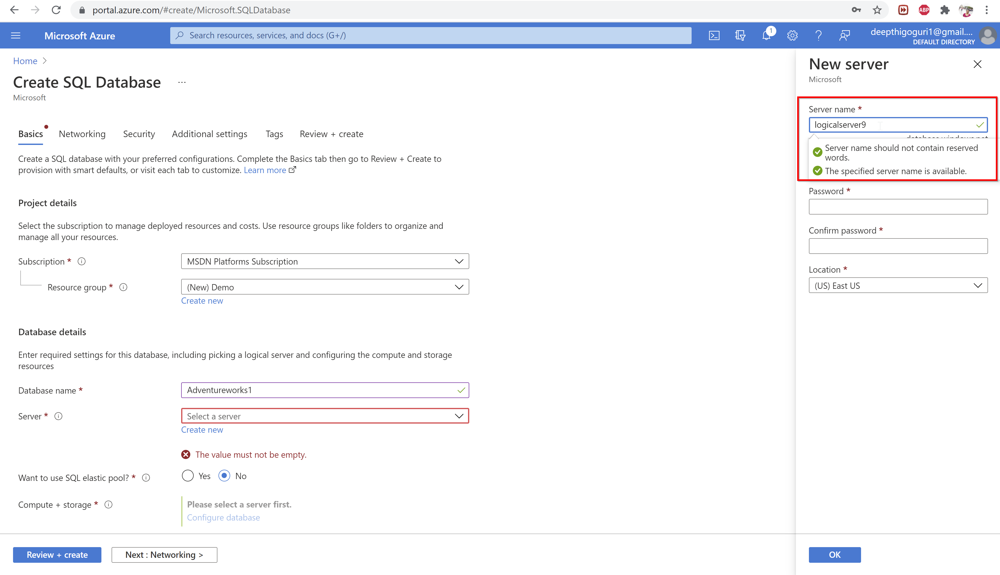 portal.azure.com/#create/Microsoft.SQLDatabase
ABP
Microsoft Azure
Search resources, services, and docs (G+/)
1
deepthigoguri1@gmail....
DEFAULT DIRECTORY
Home
Create SQL Database
...
Microsoft
Basics Networking Security Additional settings Tags Review + create
Create a SQL database with your preferred configurations. Complete the Basics tab then go to Review + Create to
provision with smart defaults, or visit each tab to customize. Learn more
Project details
Select the subscription to manage deployed resources and costs. Use resource groups like folders to organize and
manage all your resources.
Subscription *
MSDN Platforms Subscription
Resource group *
(New) Demo
Create new
Database details
Enter required settings for this database, including picking a logical server and configuring the compute and storage
resources
Database name *
Adventureworks1
Server *
Select a server
Create new
The value must not be empty.
Want to use SQL elastic pool? *
Yes No
Compute + storage *
Please select a server first.
Configure database
Review + create
Next : Networking >
New server
Microsoft
Server name *
logicalserver9
Server name should not contain reserved
words.
The specified server name is available.
Password *
Confirm password *
Location *
(US) East US
OK